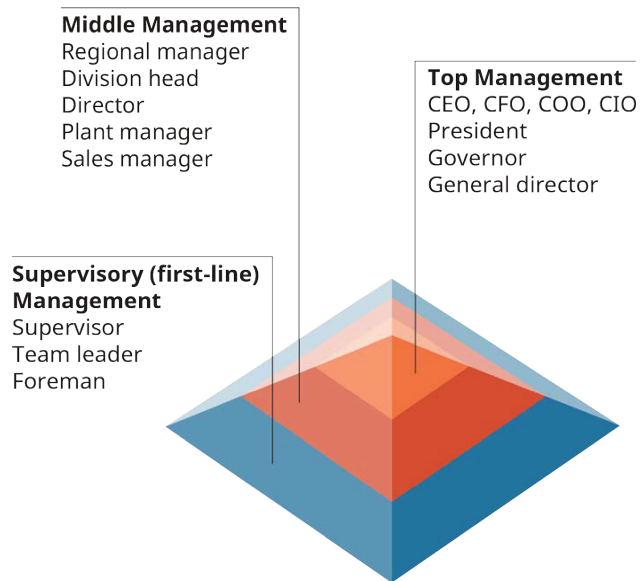 Middle Management
Regional manager
Division head
Director
Plant manager
Sales manager
Top Management
CEO, CFO, COO, CIO
President
Governor
General director
Supervisory (first-line)
Management
Supervisor
Team leader
Foreman